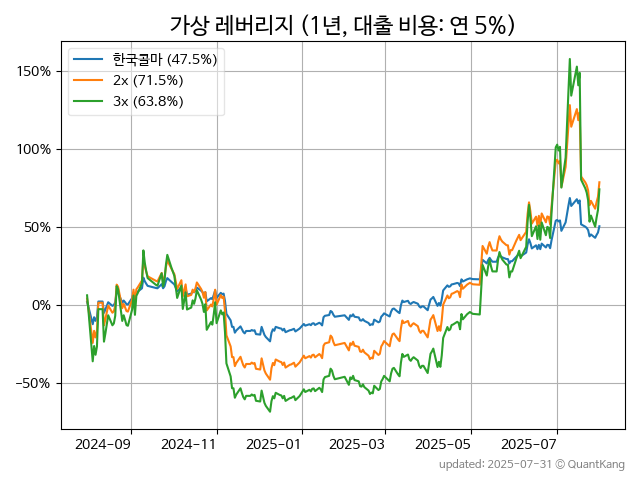 가상 레버리지 (1년, 대출 비용: 연 5%)
한국콜마 (47.5%)
2x (71.5%)
3x (63.8%)
150%
100%
50%
0%
−50%
2024-09 2024-11 2025-01 2025-03 2025-05 2025-07
updated: 2025-07-31 © QuantKang